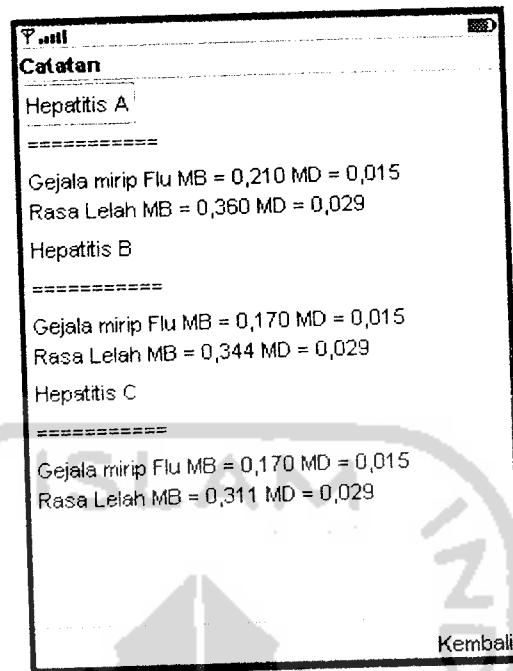 Catatan
Hepatitis A
===========
Gejala mirip Flu MB = 0,210 MD = 0,015
Rasa Lelah MB = 0,360 MD = 0,029
Hepatitis B
===========
Gejala mirip Flu MB = 0,170 MD = 0,015
Rasa Lelah MB = 0,344 MD = 0,029
Hepatitis C
===========
Gejala mirip Flu MB = 0,170 MD = 0,015
Rasa Lelah MB = 0,311 MD = 0,029
ISLAM
Kembali